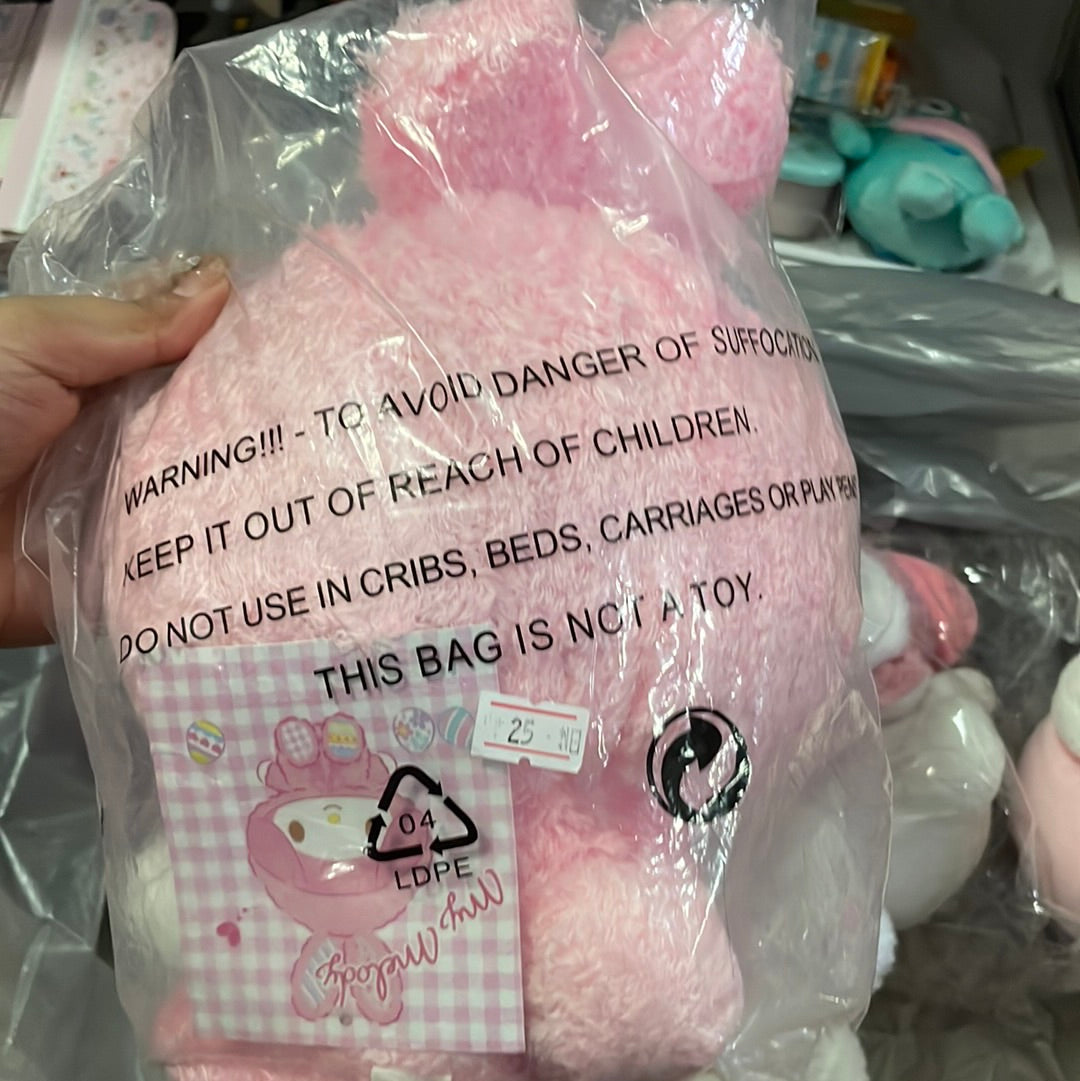 WARNING!!! - TO AVOID DANGER OF SUFFOCATION
KEEP IT OUT OF REACH OF CHILDREN.
DO NOT USE IN CRIBS, BEDS, CARRIAGES OR PLAY PENS
THIS BAG IS NOT A TOY.
25
04
LDPE
My
Melody